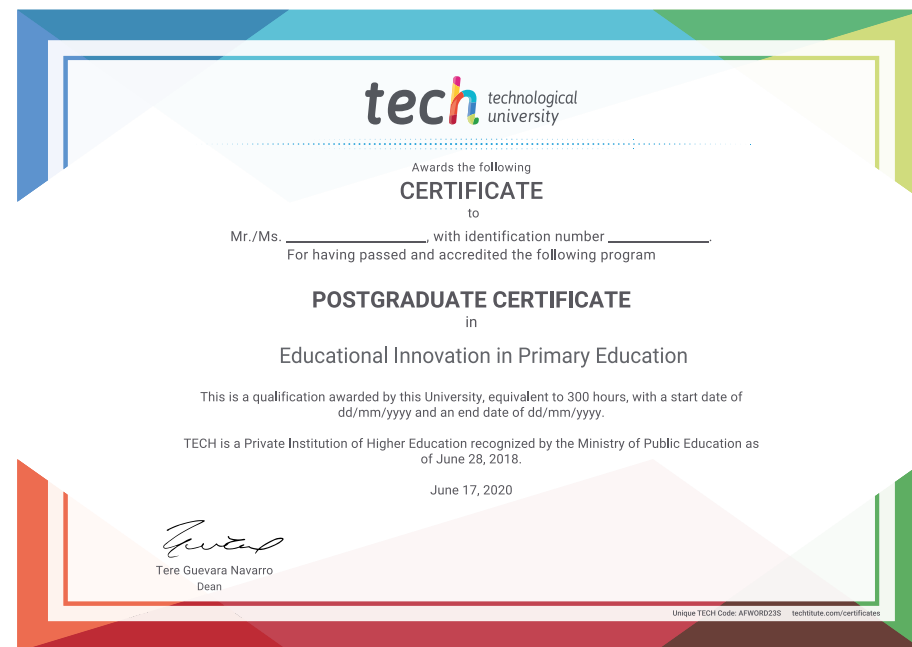 tech technological
university
Awards the following
CERTIFICATE
to
Mr./Ms. ____________________, with identification number ______________.
For having passed and accredited the following program
POSTGRADUATE CERTIFICATE
in
Educational Innovation in Primary Education
This is a qualification awarded by this University, equivalent to 300 hours, with a start date of
dd/mm/yyyy and an end date of dd/mm/yyyy.
TECH is a Private Institution of Higher Education recognized by the Ministry of Public Education as
of June 28, 2018.
June 17, 2020
Tere Guevara Navarro
Dean
Unique TECH Code: AFWORD23S techtitute.com/certificates